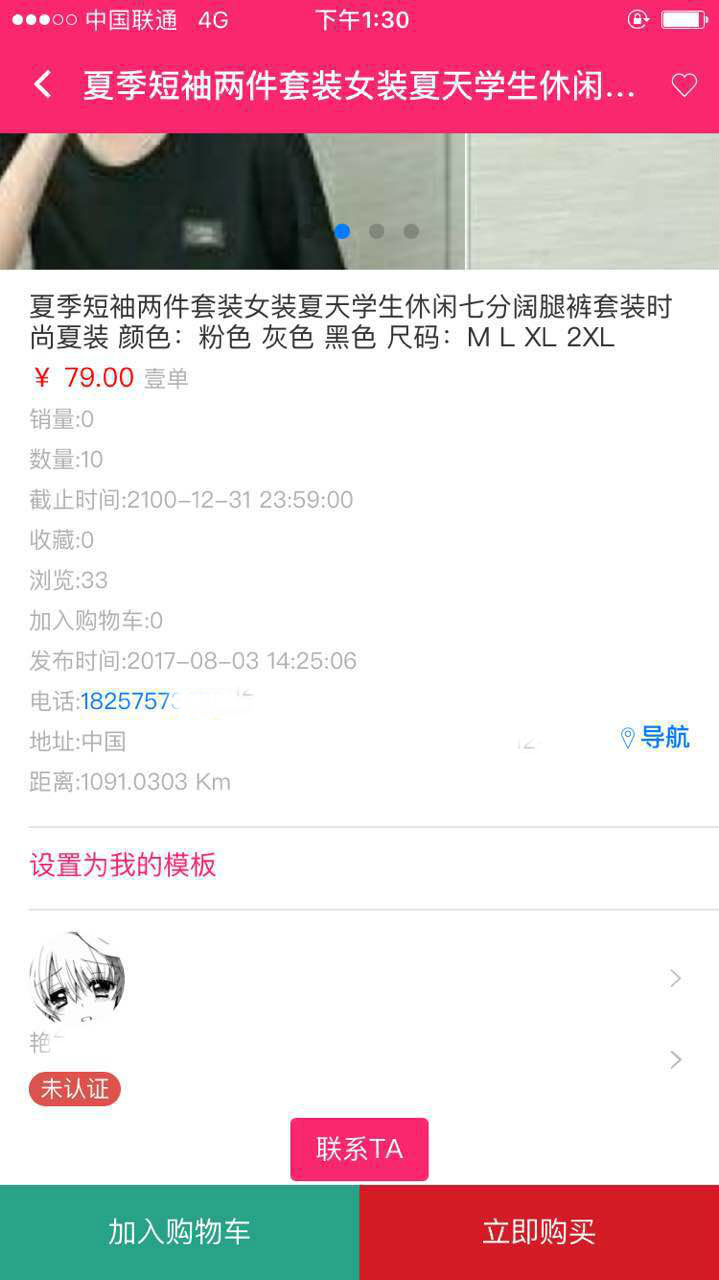 中国联通 4G 下午1:30
夏季短袖两件套装女装夏天学生休闲...
夏季短袖两件套装女装夏天学生休闲七分阔腿裤套装时
尚夏装 颜色：粉色 灰色 黑色 尺码：M L XL 2XL
¥ 79.00 壹单
销量:0
数量:10
截止时间:2100-12-31 23:59:00
收藏:0
浏览:33
加入购物车:0
发布时间:2017-08-03 14:25:06
电话:18257573
地址:中国
导航
距离:1091.0303 Km
设置为我的模板
艳
未认证
联系TA
加入购物车
立即购买